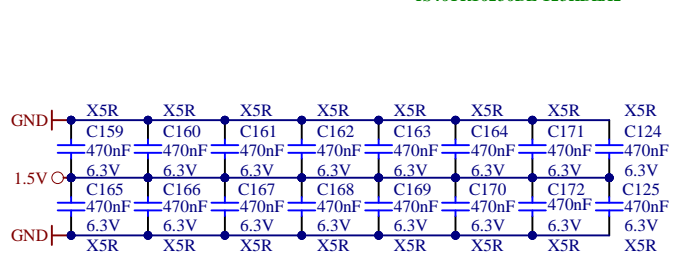 X5R X5R X5R X5R X5R X5R X5R X5R
GND
C159 C160 C161 C162 C163 C164 C171 C124
470nF 470nF 470nF 470nF 470nF 470nF 470nF 470nF
6.3V 6.3V 6.3V 6.3V 6.3V 6.3V 6.3V 6.3V
1.5V
C165 C166 C167 C168 C169 C170 C172 C125
470nF 470nF 470nF 470nF 470nF 470nF 470nF 470nF
6.3V 6.3V 6.3V 6.3V 6.3V 6.3V 6.3V 6.3V
GND
X5R X5R X5R X5R X5R X5R X5R X5R